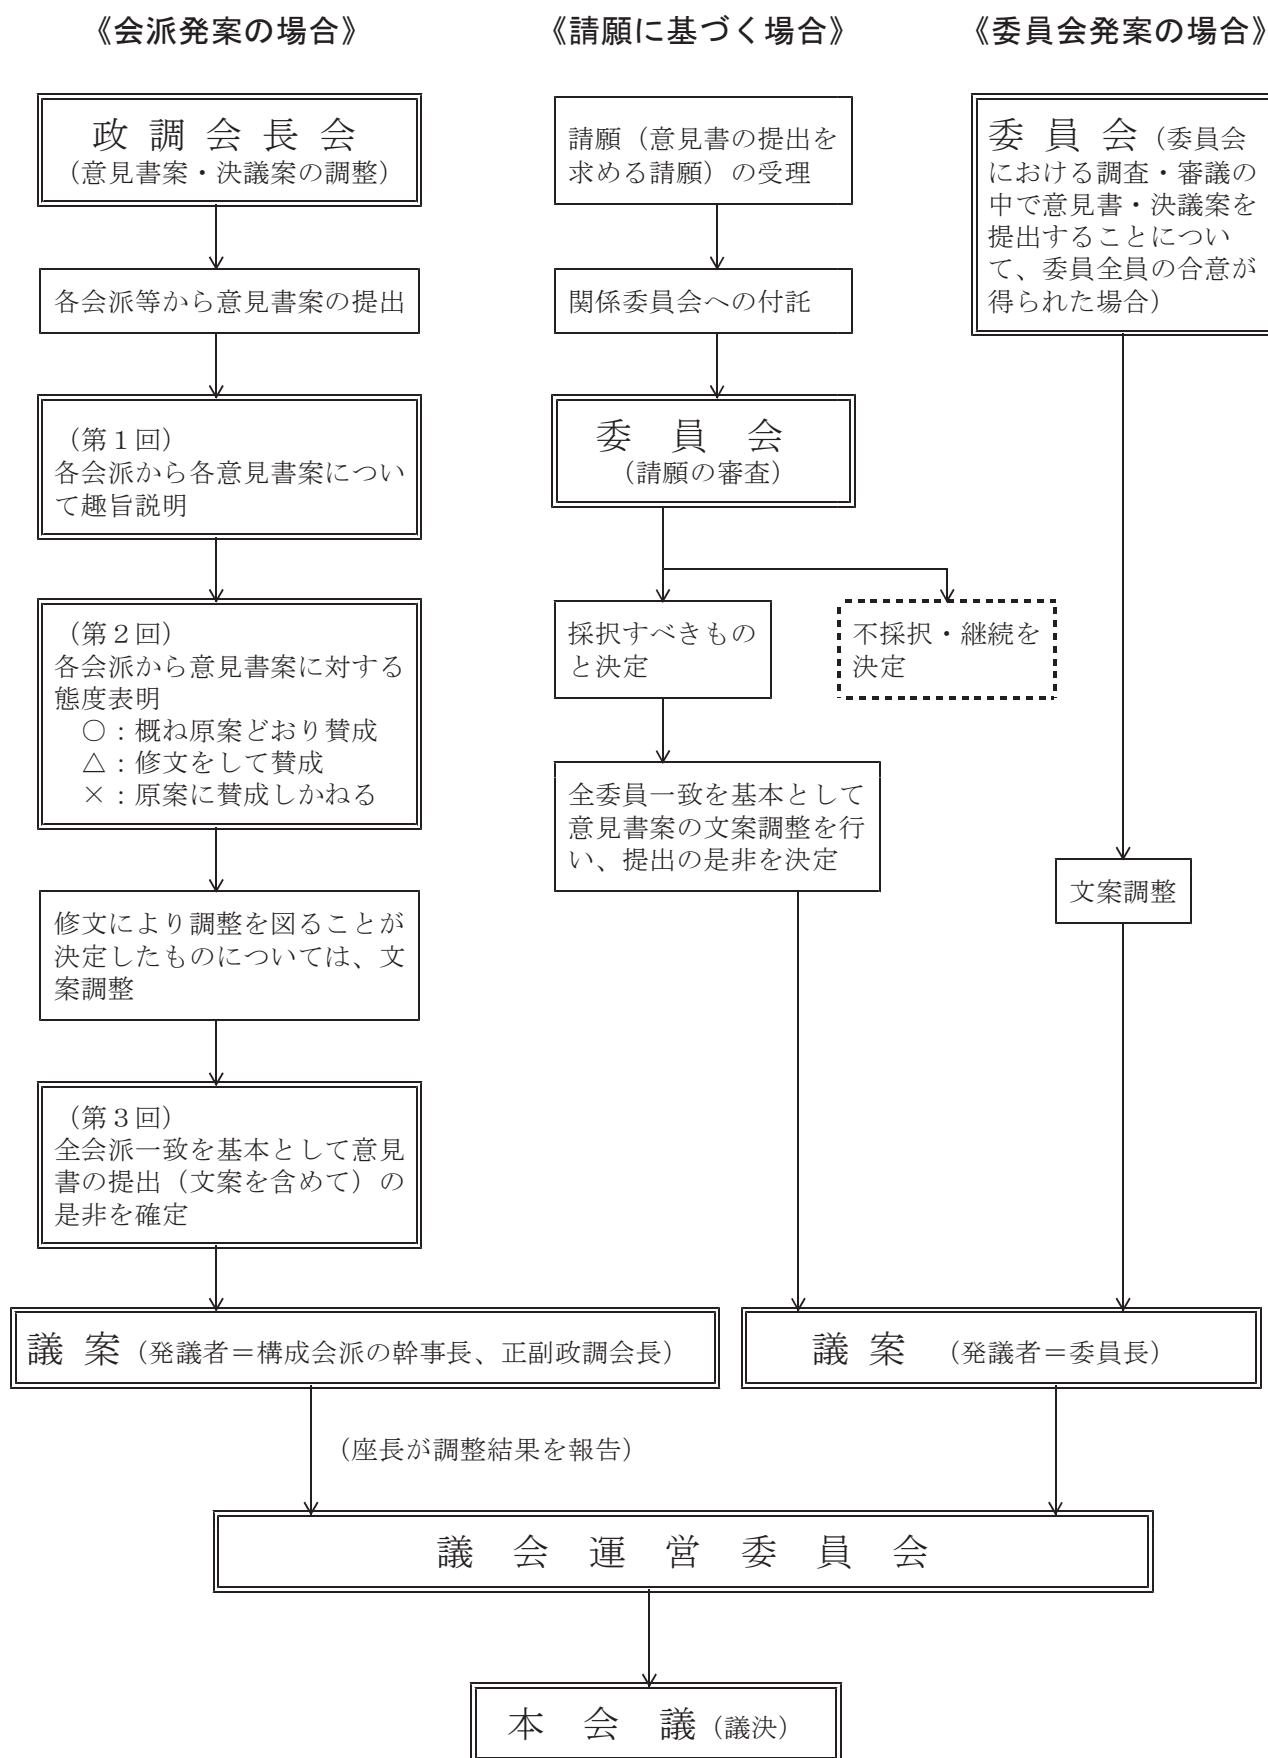 《会派発案の場合》
政調会長会
（意見書案・決議案の調整）
各会派等から意見書案の提出
（第１回）
各会派から各意見書案につい
て趣旨説明
（第２回）
各会派から意見書案に対する
態度表明
○：概ね原案どおり賛成
△：修文をして賛成
×：原案に賛成しかねる
修文により調整を図ることが
決定したものについては、文
案調整
（第３回）
全会派一致を基本として意見
書の提出（文案を含めて）の
是非を確定
議案（発議者＝構成会派の幹事長、正副政調会長）
（座長が調整結果を報告）
《請願に基づく場合》
請願（意見書の提出を
求める請願）の受理
関係委員会への付託
委員会
（請願の審査）
採択すべきもの
と決定
不採択・継続を
決定
全委員一致を基本として
意見書案の文案調整を行
い、提出の是非を決定
《委員会発案の場合》
委員会（委員会
における調査・審議の
中で意見書・決議案を
提出することについ
て、委員全員の合意が
得られた場合）
文案調整
議案（発議者＝委員長）
議会運営委員会
本会議（議決）